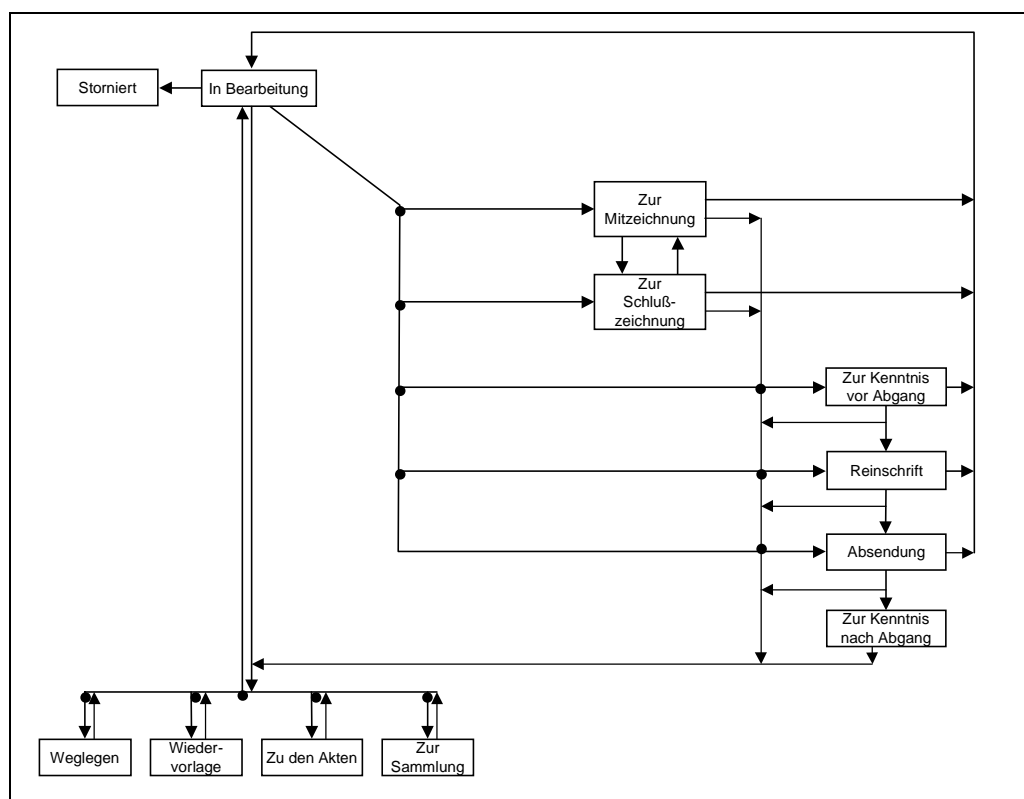 Storniert
In Bearbeitung
Zur
Mitzeichnung
Zur
Schluß-
zeichnung
Zur Kenntnis
vor Abgang
Reinschrift
Absendung
Zur Kenntnis
nach Abgang
Weglegen
Wieder-
vorlage
Zu den Akten
Zur
Sammlung